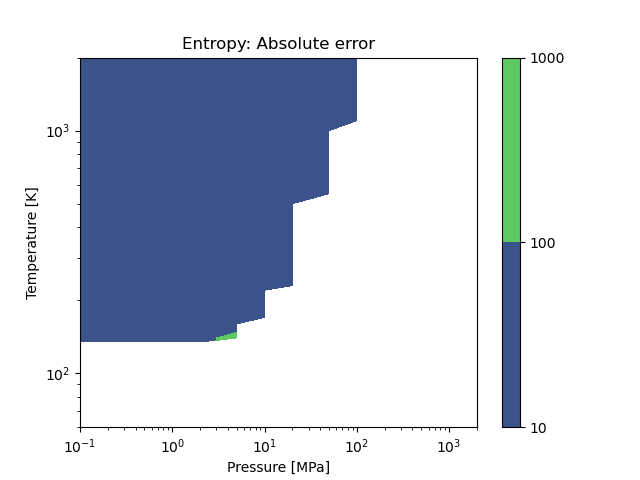 Entropy: Absolute error
1000
100
10
Temperature [K]
10³
10²
10⁻¹ 10⁰ 10¹ 10² 10³
Pressure [MPa]